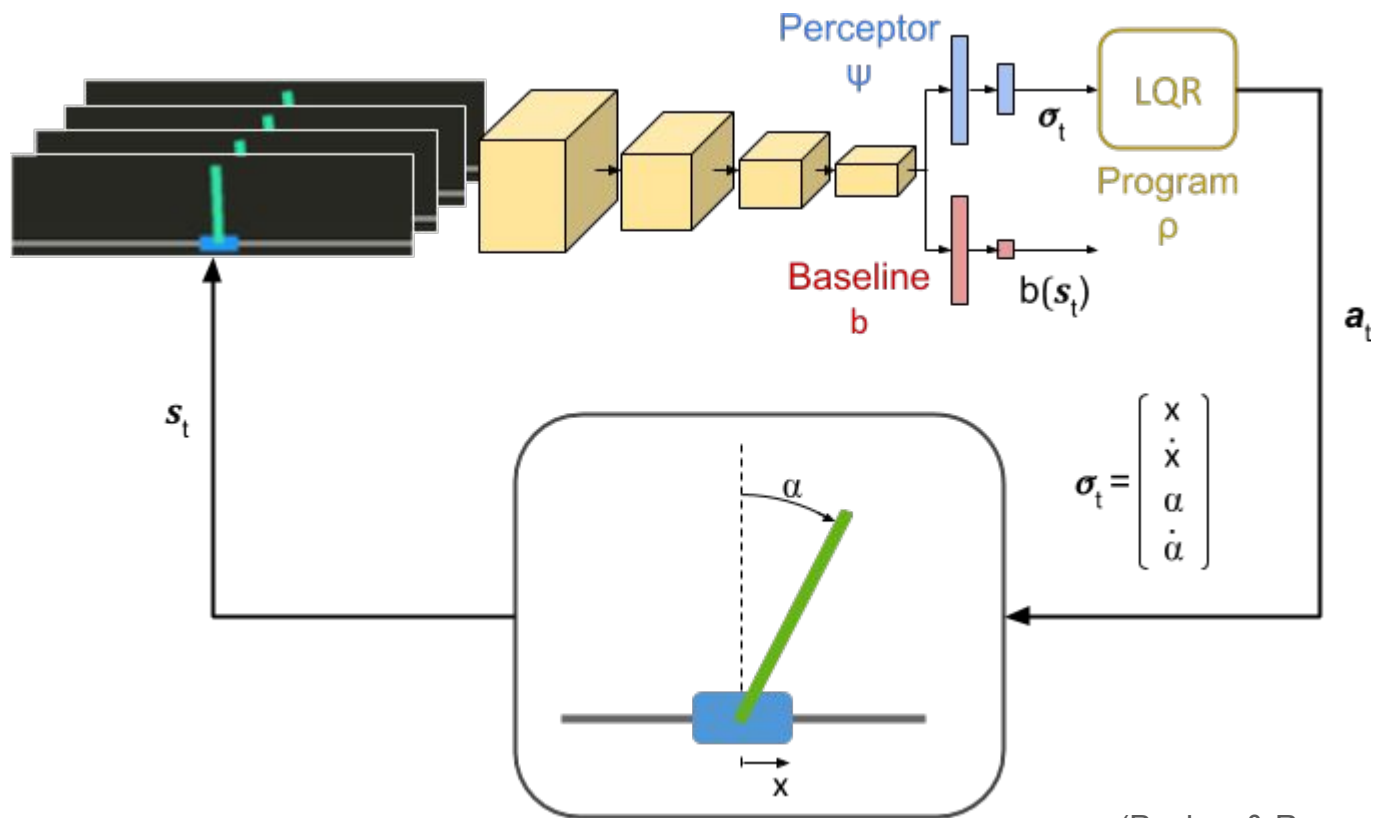 Perceptor
ψ
σt
LQR
Program
ρ
Baseline
b
b(st)
at
st
σt = [ x ẋ α α̇ ]
α
x